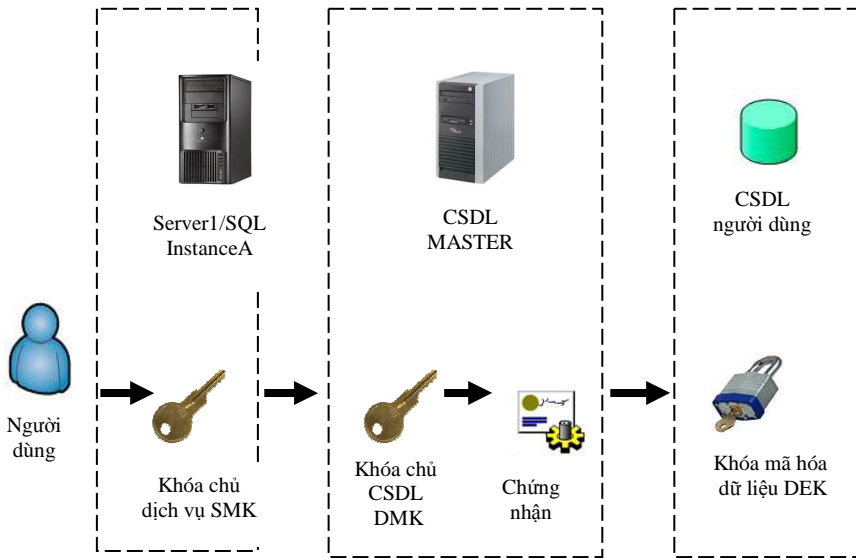 Server1/SQL
InstanceA
CSDL
MASTER
CSDL
người dùng
Người
dùng
Khóa chủ
dịch vụ SMK
Khóa chủ
CSDL
DMK
Chứng
nhận
Khóa mã hóa
dữ liệu DEK